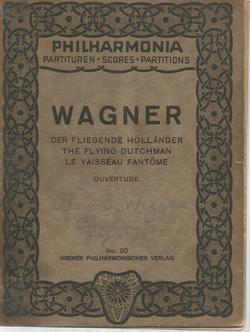 PHILHARMONIA
PARTITUREN • SCORES • PARTITIONS
WAGNER
DER FLIEGENDE HOLLÄNDER
THE FLYING DUTCHMAN
LE VAISSEAU FANTÔME
OUVERTURE
No. 20
WIENER PHILHARMONISCHER VERLAG